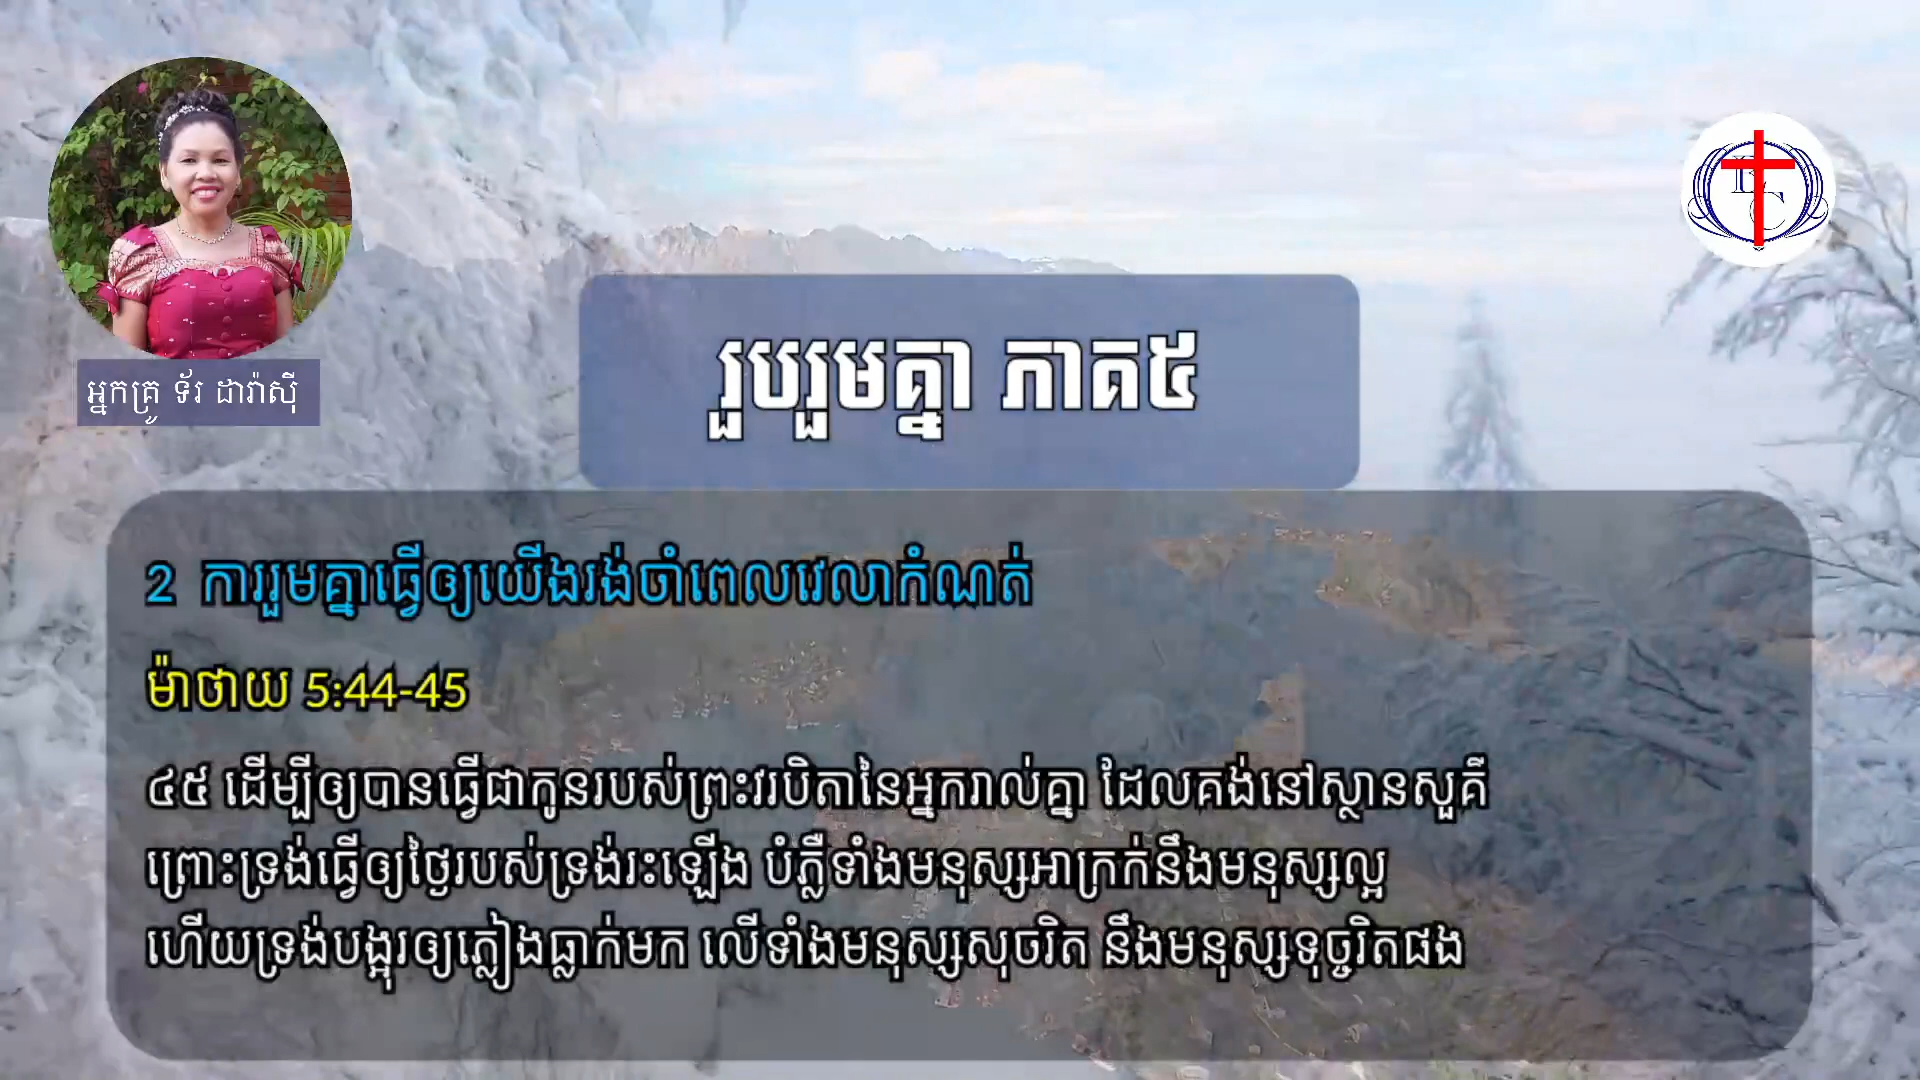 អ្នកគ្រូ ទ័រ ដារ៉ាស៊ី
LC
រួបរួមគ្នា ភាគ៥
2 ការរួមគ្នាធ្វើឲ្យយើងរង់ចាំពេលវេលាកំណត់
ម៉ាថាយ 5:44-45
៤៥ ដើម្បីឲ្យបានធ្វើជាកូនរបស់ព្រះវរបិតានៃអ្នករាល់គ្នា ដែលគង់នៅស្ថានសួគ៌
ព្រោះទ្រង់ធ្វើឲ្យថ្ងៃរបស់ទ្រង់រះឡើង បំភ្លឺទាំងមនុស្សអាក្រក់នឹងមនុស្សល្អ
ហើយទ្រង់បង្អុរឲ្យភ្លៀងធ្លាក់មក លើទាំងមនុស្សសុចរិត នឹងមនុស្សទុច្ចរិតផង